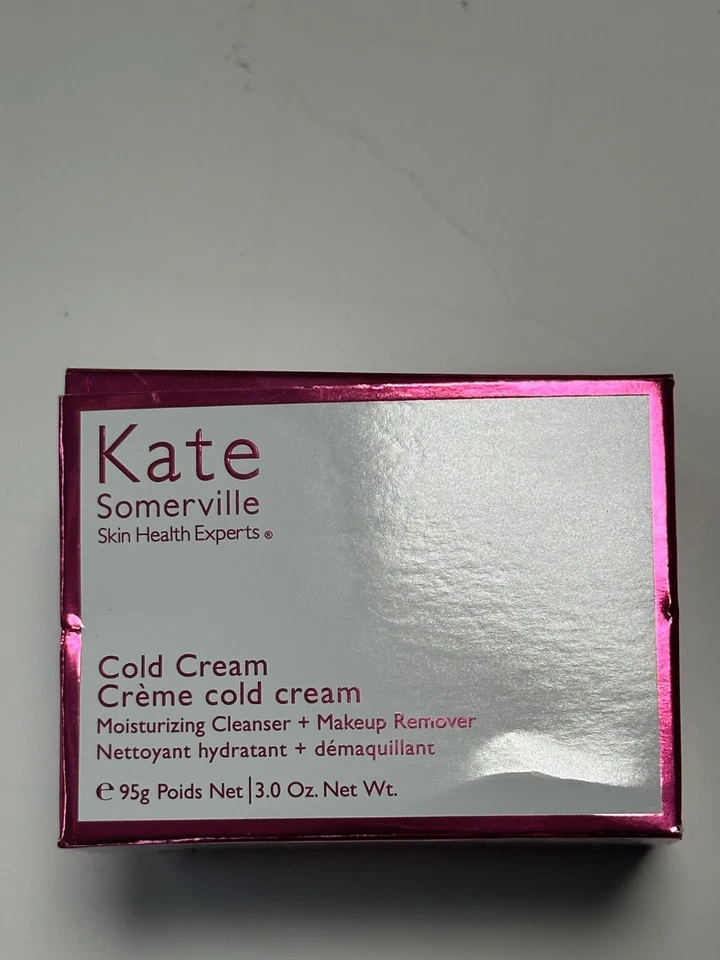 Kate
Somerville
Skin Health Experts®
Cold Cream
Crème cold cream
Moisturizing Cleanser + Makeup Remover
Nettoyant hydratant + démaquillant
℮ 95g Poids Net | 3.0 Oz. Net Wt.